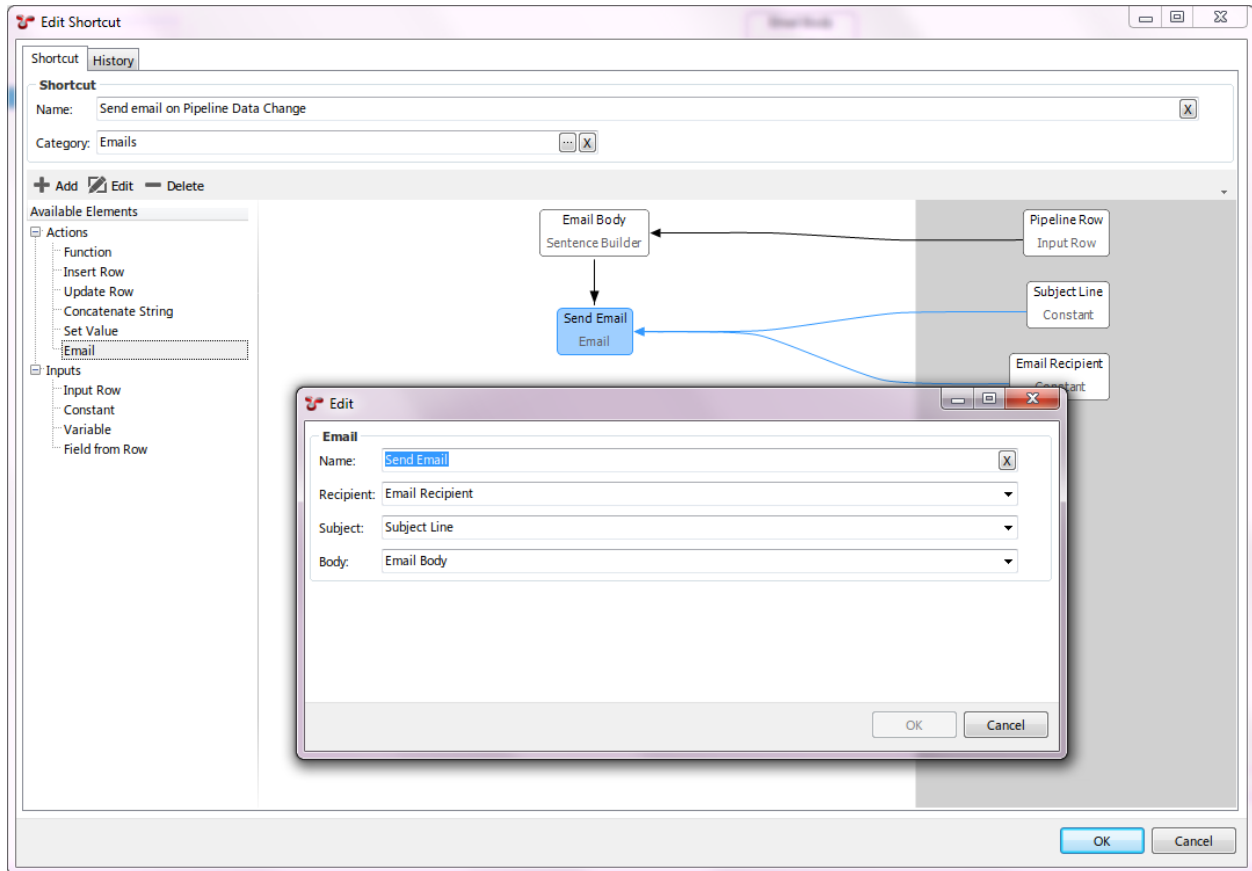 Edit Shortcut
Shortcut History
Shortcut
Name: Send email on Pipeline Data Change X
Category: Emails ... X
Add Edit Delete
Available Elements
Actions
Function
Insert Row
Update Row
Concatenate String
Set Value
Email
Inputs
Input Row
Constant
Variable
Field from Row
Email Body
Sentence Builder
Pipeline Row
Input Row
Send Email
Email
Subject Line
Constant
Email Recipient
Constant
Edit
Email
Name: Send Email X
Recipient: Email Recipient
Subject: Subject Line
Body: Email Body
OK Cancel
OK Cancel